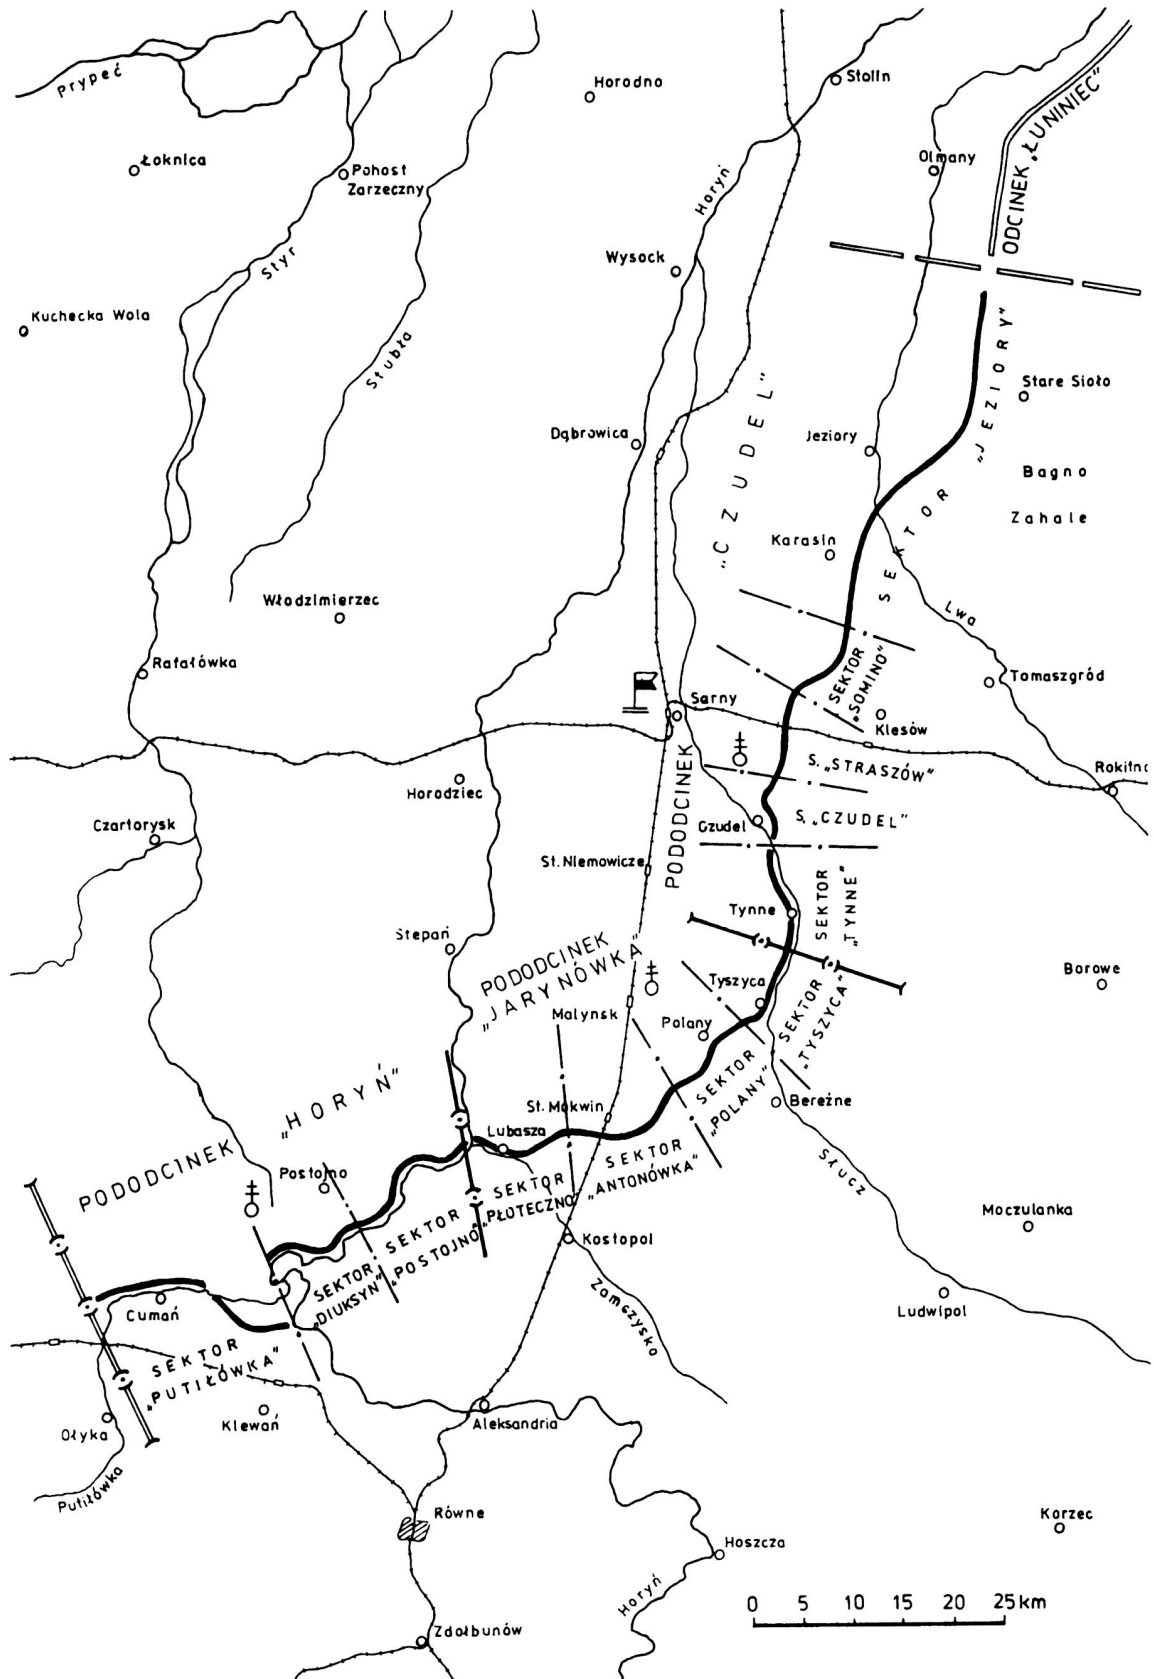 Prypeć
Horodno
Stolin
ODCINEK „ŁUNINIEC"
Łoknica
Pohost
Zarzeczny
Olmany
Horyń
Styr
Wysock
Kuchecka Wola
Stubła
„CZUDEL"
SEKTOR „JEZIORY"
Stare Sioło
Dąbrowica
Jeziory
Bagno
Zahale
Karasin
Włodzimierzec
Lwa
Rafałówka
SEKTOR
„SOMINO"
Tomaszgród
Sarny
Klesów
S. „STRASZÓW"
Rokitno
Horodziec
PODODCINEK
Czartorysk
Czudel
S. „CZUDEL"
St. Niemowicze
SEKTOR
„TYNNE"
Tynne
Stepań
PODODCINEK
„JARYNÓWKA"
Tyszyca
SEKTOR
„TYSZYCA"
Borowe
Malynsk
Polany
SEKTOR
„POLANY"
PODODCINEK „HORYŃ"
St. Mokwin
Bereźne
Lubasza
Postojno
SEKTOR
„ANTONÓWKA"
SEKTOR
„PŁOTECZNO"
SEKTOR
„POSTOJNO"
SEKTOR
„DIUKSYN"
Słucz
Moczulanka
Kostopol
Cumań
Zamczysko
Ludwipol
SEKTOR
„PUTIŁÓWKA"
Ołyka
Klewań
Aleksandria
Putiłówka
Równe
Korzec
Hoszcza
Horyń
0 5 10 15 20 25km
Zdołbunów